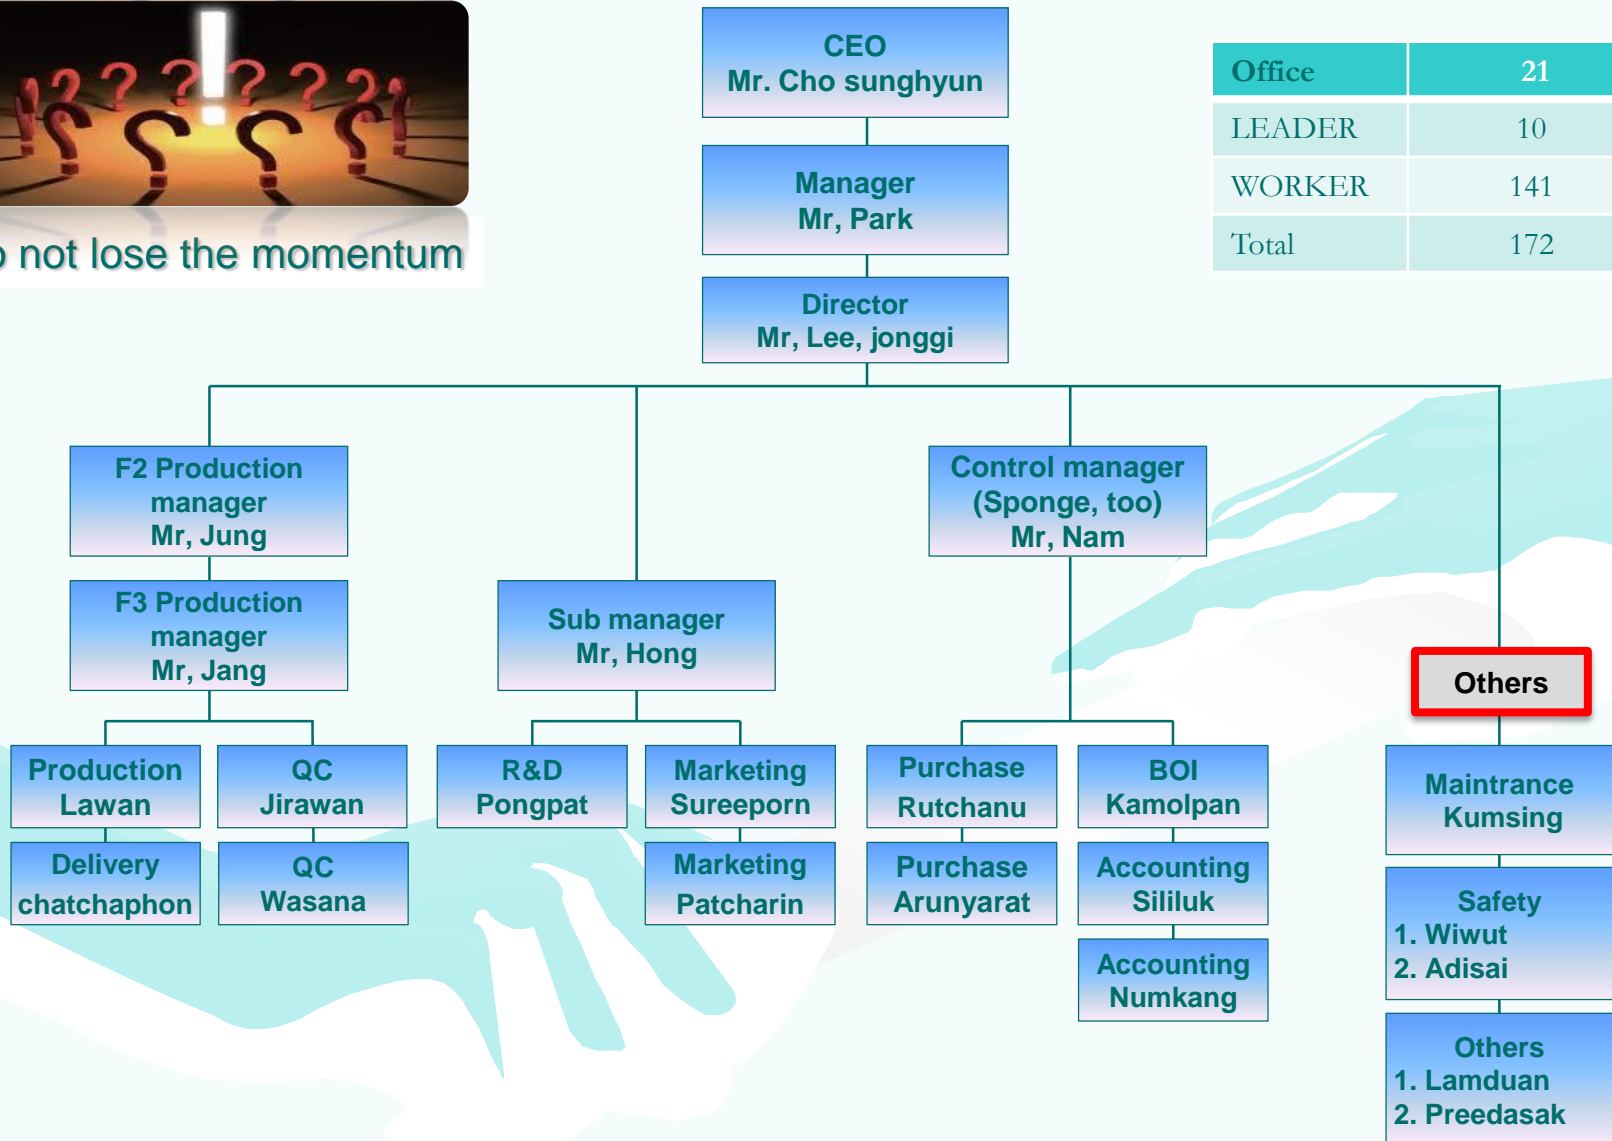 CEO
Mr. Cho sunghyun
Office 21
LEADER 10
WORKER 141
Total 172
Manager
Mr, Park
not lose the momentum
Director
Mr, Lee, jonggi
F2 Production
manager
Mr, Jung
F3 Production
manager
Mr, Jang
Sub manager
Mr, Hong
Control manager
(Sponge, too)
Mr, Nam
Others
Production
Lawan
Delivery
chatchaphon
QC
Jirawan
QC
Wasana
R&D
Pongpat
Marketing
Sureeporn
Marketing
Patcharin
Purchase
Rutchanu
Purchase
Arunyarat
BOI
Kamolpan
Accounting
Sililuk
Accounting
Numkang
Maintrance
Kumsing
Safety
1. Wiwut
2. Adisai
Others
1. Lamduan
2. Preedasak